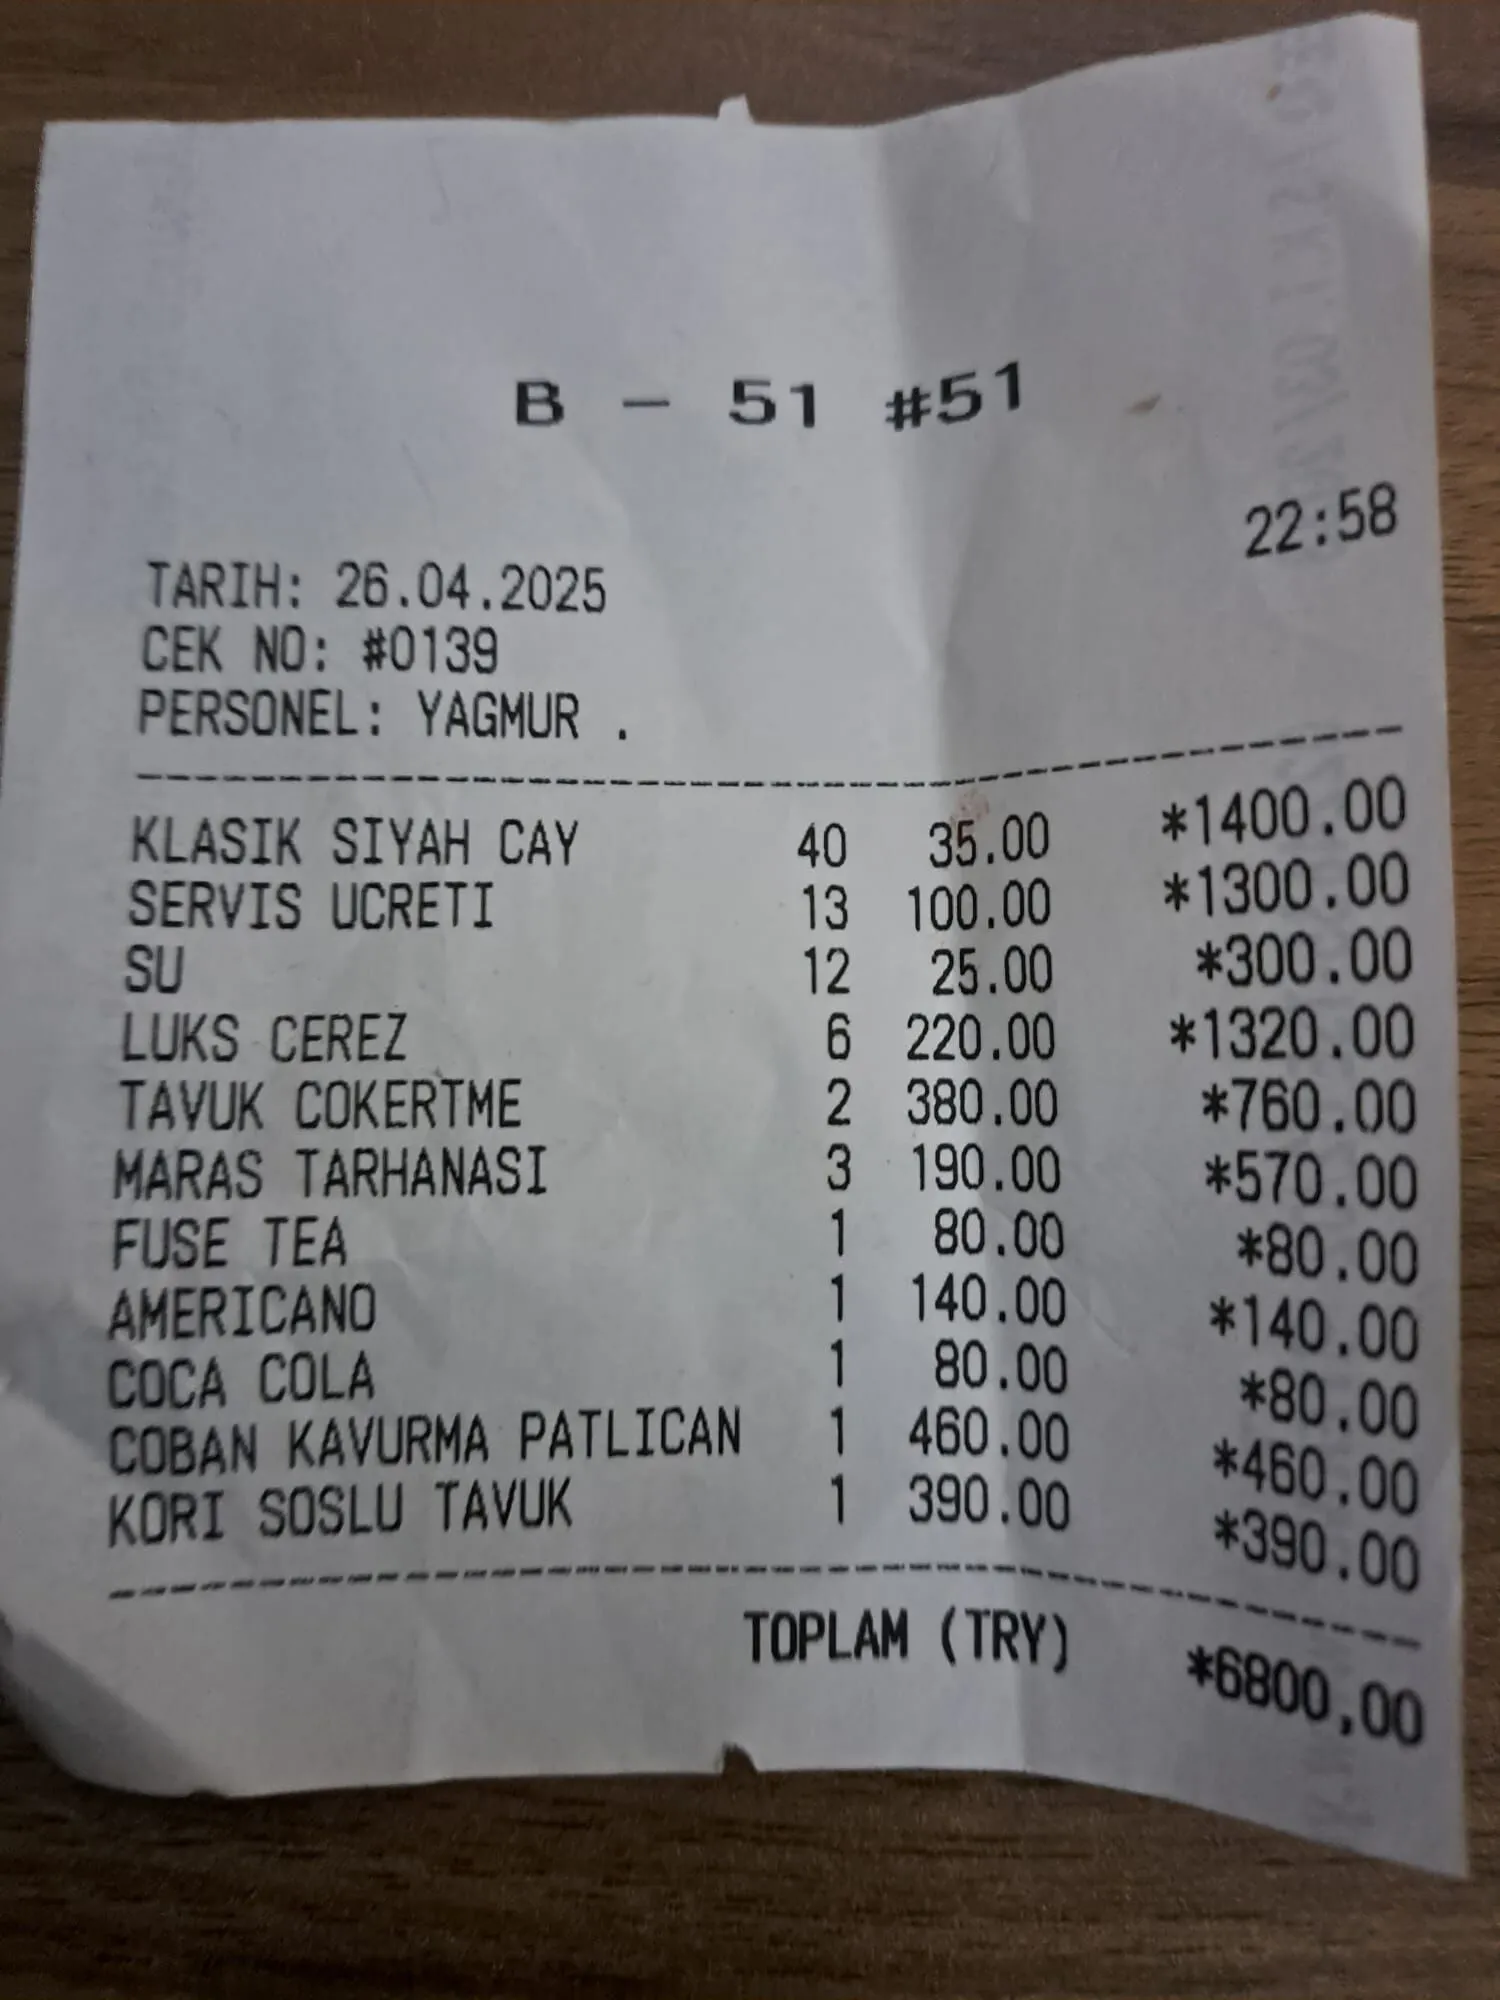 B - 51 #51
22:58
TARIH: 26.04.2025
CEK NO: #0139
PERSONEL: YAGMUR .
KLASIK SIYAH CAY 40 35.00 *1400.00
SERVIS UCRETI 13 100.00 *1300.00
SU 12 25.00 *300.00
LUKS CEREZ 6 220.00 *1320.00
TAVUK COKERTME 2 380.00 *760.00
MARAS TARHANASI 3 190.00 *570.00
FUSE TEA 1 80.00 *80.00
AMERICANO 1 140.00 *140.00
COCA COLA 1 80.00 *80.00
COBAN KAVURMA PATLICAN 1 460.00 *460.00
KORI SOSLU TAVUK 1 390.00 *390.00
TOPLAM (TRY) *6800,00